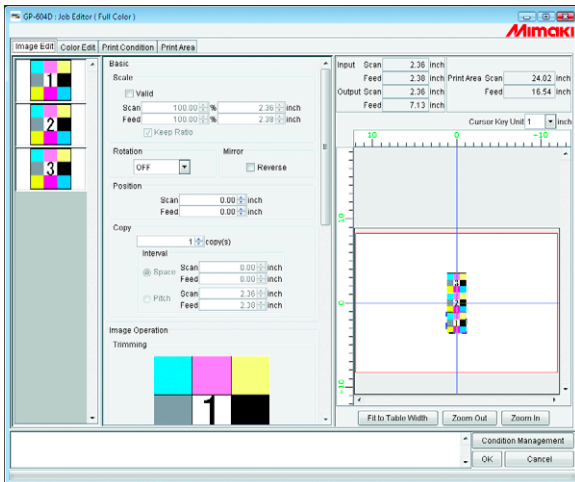 GP-604D : Job Editor ( Full Color )
Mimaki
Image Edit Color Edit Print Condition Print Area
1
2
3
Basic
Scale
Valid
Scan 100.00 % 2.36 inch
Feed 100.00 % 2.38 inch
Keep Ratio
Rotation Mirror
OFF Reverse
Position
Scan 0.00 inch
Feed 0.00 inch
Copy
1 copy(s)
Interval
Space Scan 0.00 inch
Feed 0.00 inch
Pitch Scan 2.36 inch
Feed 2.38 inch
Image Operation
Trimming
1
Input Scan 2.36 inch
Feed 2.38 inch Print Area Scan 24.02 inch
Output Scan 2.36 inch Feed 16.54 inch
Feed 7.13 inch
Cursor Key Unit 1 inch
10 0 -10
10
0
-10
3
2
1
Fit to Table Width Zoom Out Zoom In
Condition Management
OK Cancel